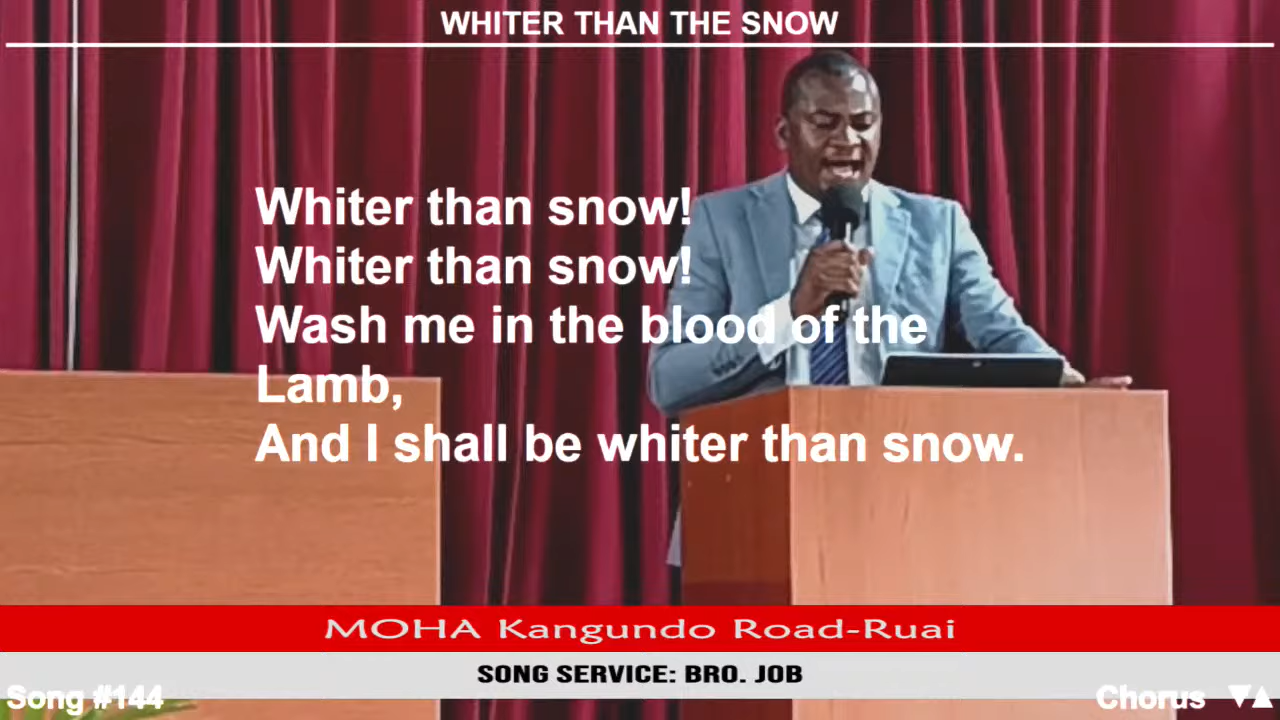 WHITER THAN THE SNOW
Whiter than snow!
Whiter than snow!
Wash me in the blood of the
Lamb,
And I shall be whiter than snow.
MOHA Kangundo Road-Ruai
SONG SERVICE: BRO. JOB
Song #144
Chorus ▼▲